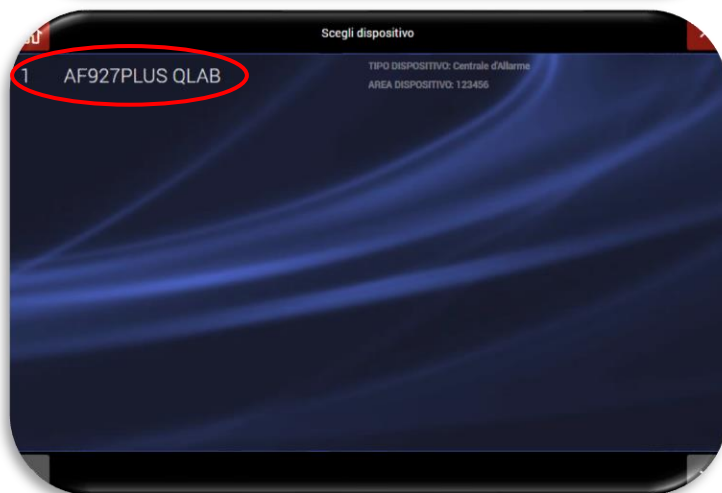 Scegli dispositivo
1 AF927PLUS QLAB
TIPO DISPOSITIVO: Centrale d'Allarme
AREA DISPOSITIVO: 123456